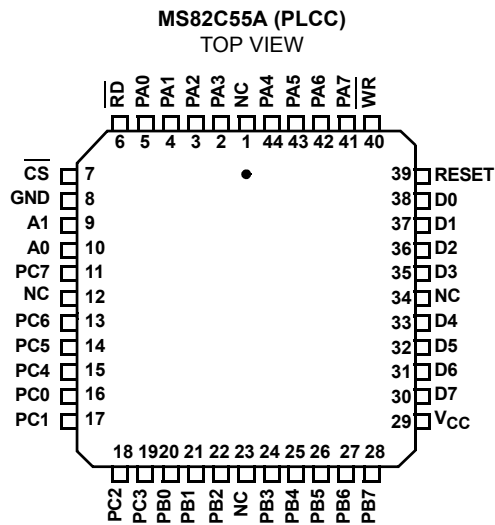 MS82C55A (PLCC)
TOP VIEW
RD PA0 PA1 PA2 PA3 NC PA4 PA5 PA6 PA7 WR
6 5 4 3 2 1 44 43 42 41 40
CS 7 39 RESET
GND 8 38 D0
A1 9 37 D1
A0 10 36 D2
PC7 11 35 D3
NC 12 34 NC
PC6 13 33 D4
PC5 14 32 D5
PC4 15 31 D6
PC0 16 30 D7
PC1 17 29 VCC
18 19 20 21 22 23 24 25 26 27 28
PC2 PC3 PB0 PB1 PB2 NC PB3 PB4 PB5 PB6 PB7